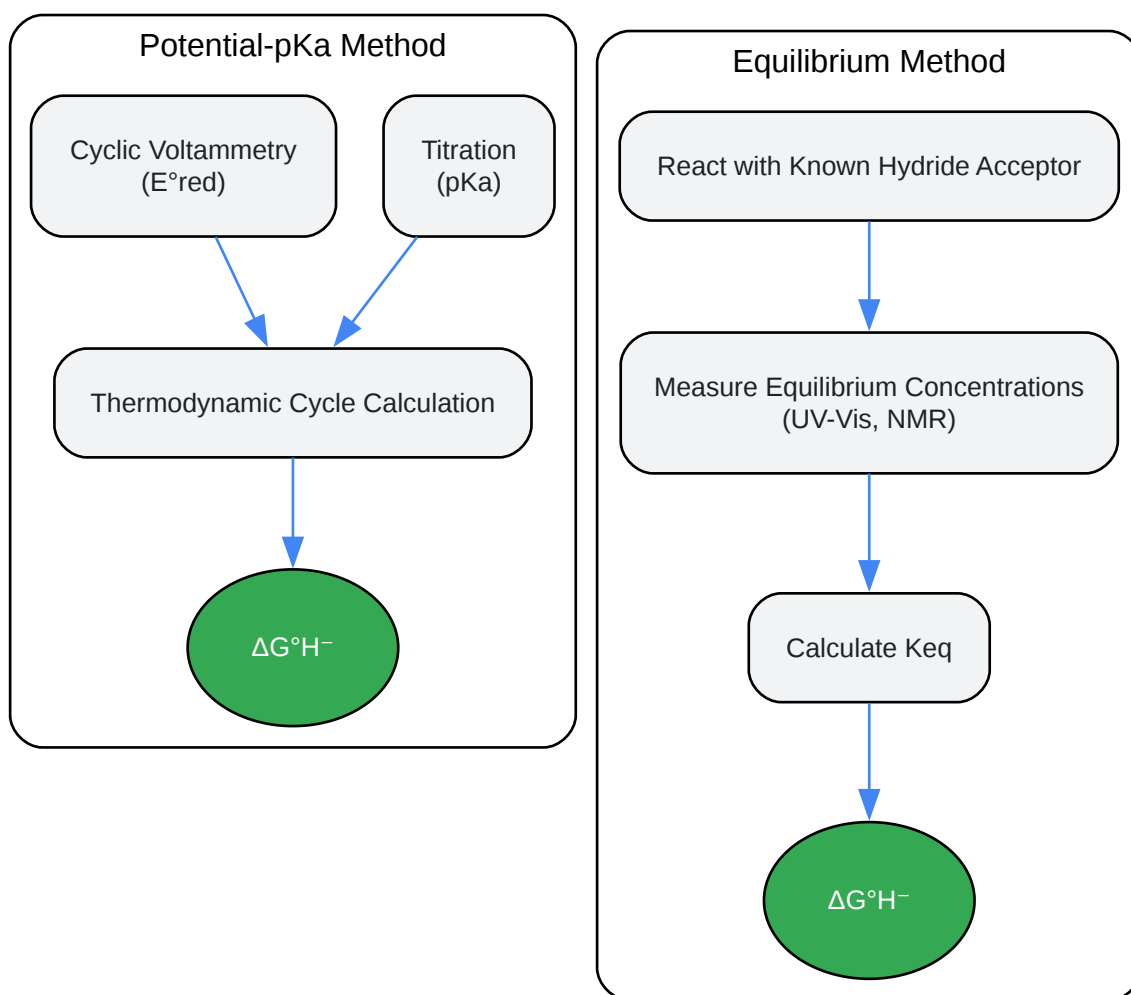 Potential-pKa Method
Cyclic Voltammetry
(E°red)
Titration
(pKa)
Thermodynamic Cycle Calculation
ΔG°H⁻
Equilibrium Method
React with Known Hydride Acceptor
Measure Equilibrium Concentrations
(UV-Vis, NMR)
Calculate Keq
ΔG°H⁻